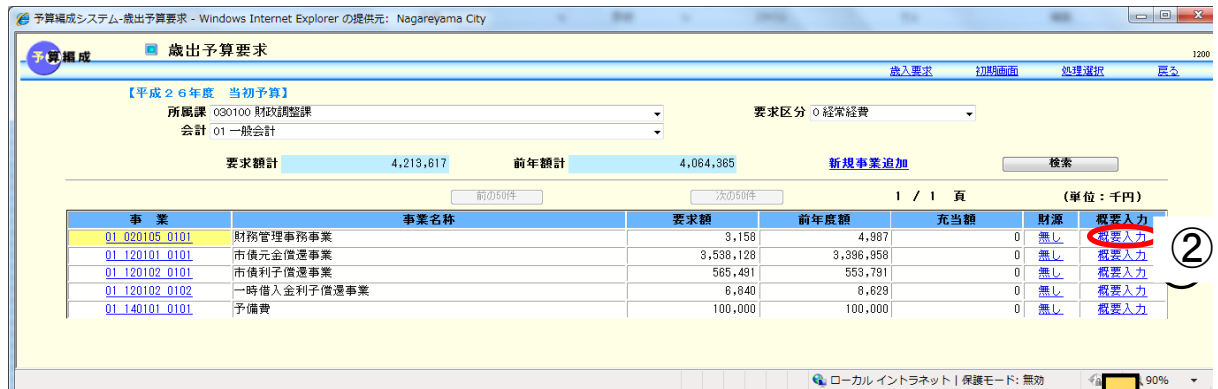 予算編成システム-歳出予算要求 - Windows Internet Explorer の提供元: Nagareyama City
予算編成 歳出予算要求 1200
歳入要求 初期画面 処理選択 戻る
【平成２６年度 当初予算】
所属課 030100 財政調整課 要求区分 0 経常経費
会計 01 一般会計
要求額計 4,213,617 前年額計 4,064,365 新規事業追加 検索
前の50件 次の50件 1 / 1 頁 (単位：千円)
事 業 事業名称 要求額 前年度額 充当額 財源 概要入力
01 020105 0101 財務管理事務事業 3,158 4,987 0 無し 概要入力 ②
01 120101 0101 市債元金償還事業 3,538,128 3,396,958 0 無し 概要入力
01 120102 0101 市債利子償還事業 565,491 553,791 0 無し 概要入力
01 120102 0102 一時借入金利子償還事業 6,840 8,629 0 無し 概要入力
01 140101 0101 予備費 100,000 100,000 0 無し 概要入力
ローカル イントラネット | 保護モード: 無効 90%